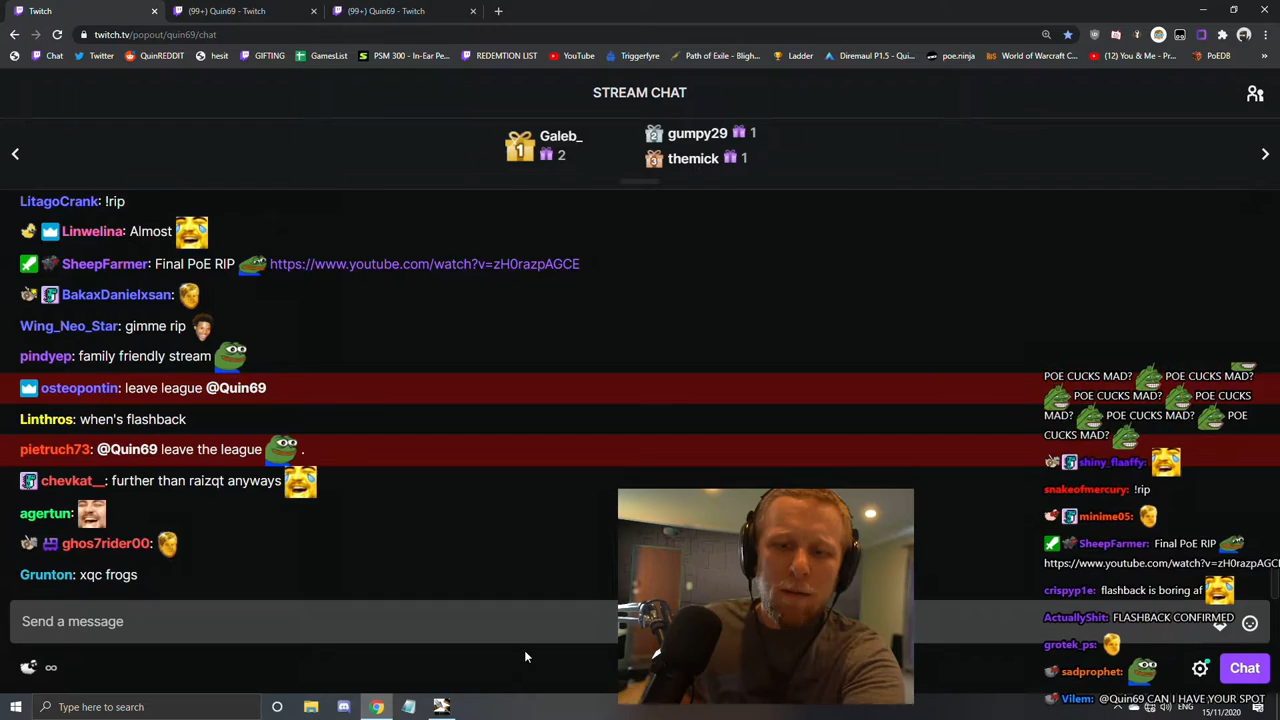 Twitch
(99+) Quin69 - Twitch
(99+) Quin69 - Twitch
twitch.tv/popout/quin69/chat
Chat Twitter QuinREDDIT hesit GIFTING GamesList PSM 300 - In-Ear Pe... REDEMTION LIST YouTube Triggerfyre Path of Exile - Bligh... Ladder Diremaul P1.5 - Qui... poe.ninja World of Warcraft C... (12) You & Me - Pr... PoEDB
STREAM CHAT
1 Galeb_ 2
2 gumpy29 1
3 themick 1
LitagoCrank: !rip
Linwelina: Almost
SheepFarmer: Final PoE RIP https://www.youtube.com/watch?v=zH0razpAGCE
BakaxDanielxsan:
Wing_Neo_Star: gimme rip
pindyep: family friendly stream
osteopontin: leave league @Quin69
Linthros: when's flashback
pietruch73: @Quin69 leave the league .
chevkat__: further than raizqt anyways
agertun:
ghos7rider00:
Grunton: xqc frogs
Send a message
∞
Chat
POE CUCKS MAD? POE CUCKS MAD?
POE CUCKS MAD? POE CUCKS
MAD? POE CUCKS MAD? POE
CUCKS MAD?
shiny_flaaffy:
snakeofmercury: !rip
minime05:
SheepFarmer: Final PoE RIP
https://www.youtube.com/watch?v=zH0razpAGCE
crispyp1e: flashback is boring af
ActuallyShit: FLASHBACK CONFIRMED
grotek_ps:
sadprophet:
Vilem: @Quin69 CAN I HAVE YOUR SPOT
Type here to search
ENG
15/11/2020